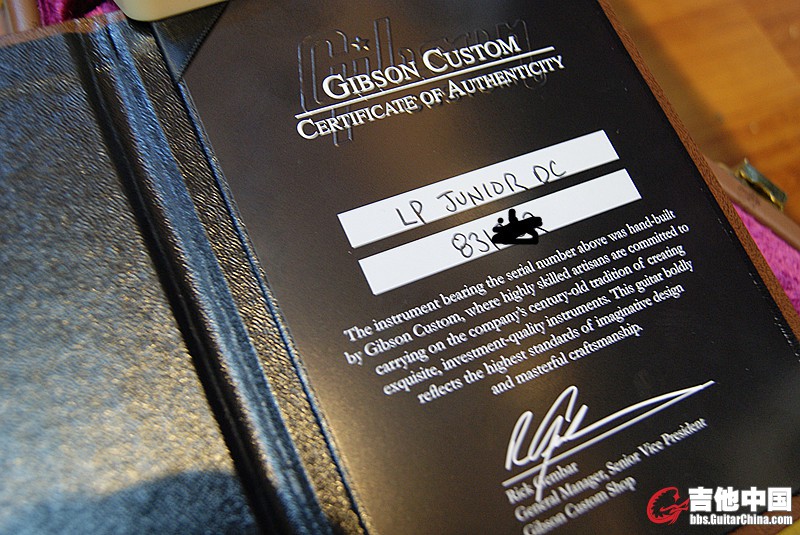 GIBSON CUSTOM
CERTIFICATE OF AUTHENTICITY
LP JUNIOR DC
831
The instrument bearing the serial number above was hand-built
by Gibson Custom, where highly skilled artisans are committed to
carrying on the company's century-old tradition of creating
exquisite, investment-quality instruments. This guitar boldly
reflects the highest standards of imaginative design
and masterful craftsmanship.
Rick Gembar
General Manager, Senior Vice President
Gibson Custom Shop
吉他中国
bbs.GuitarChina.com